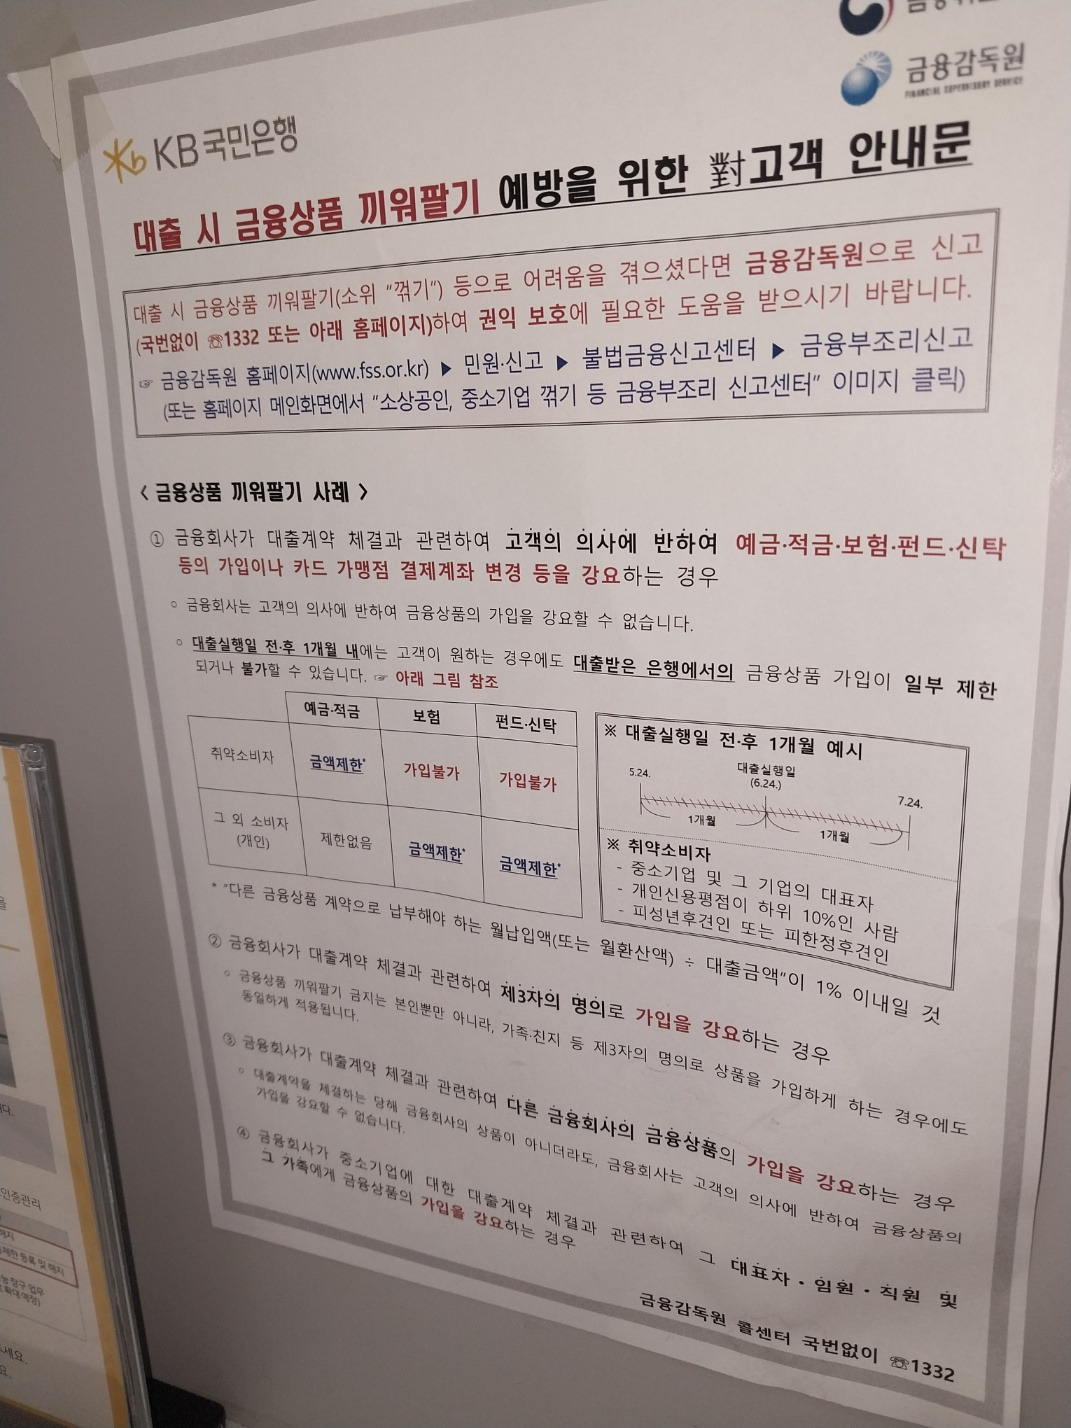 금융감독원
FINANCIAL SUPERVISORY SERVICE
KB국민은행
대출 시 금융상품 끼워팔기 예방을 위한 對고객 안내문
대출 시 금융상품 끼워팔기(소위 "꺾기") 등으로 어려움을 겪으셨다면 금융감독원으로 신고
(국번없이 ☏1332 또는 아래 홈페이지)하여 권익 보호에 필요한 도움을 받으시기 바랍니다.
☞ 금융감독원 홈페이지(www.fss.or.kr) ▶ 민원·신고 ▶ 불법금융신고센터 ▶ 금융부조리신고
(또는 홈페이지 메인화면에서 "소상공인, 중소기업 꺾기 등 금융부조리 신고센터" 이미지 클릭)
< 금융상품 끼워팔기 사례 >
① 금융회사가 대출계약 체결과 관련하여 고객의 의사에 반하여 예금·적금·보험·펀드·신탁
등의 가입이나 카드 가맹점 결제계좌 변경 등을 강요하는 경우
○ 금융회사는 고객의 의사에 반하여 금융상품의 가입을 강요할 수 없습니다.
○ 대출실행일 전·후 1개월 내에는 고객이 원하는 경우에도 대출받은 은행에서의 금융상품 가입이 일부 제한
되거나 불가할 수 있습니다. ☞ 아래 그림 참조
예금·적금 보험 펀드·신탁
취약소비자 금액제한* 가입불가 가입불가
그 외 소비자
(개인) 제한없음 금액제한* 금액제한*
※ 대출실행일 전·후 1개월 예시
5.24. 대출실행일 7.24.
(6.24.)
1개월 1개월
※ 취약소비자
- 중소기업 및 그 기업의 대표자
- 개인신용평점이 하위 10%인 사람
- 피성년후견인 또는 피한정후견인
* "다른 금융상품 계약으로 납부해야 하는 월납입액(또는 월환산액) ÷ 대출금액"이 1% 이내일 것
② 금융회사가 대출계약 체결과 관련하여 제3자의 명의로 가입을 강요하는 경우
○ 금융상품 끼워팔기 금지는 본인뿐만 아니라, 가족·친지 등 제3자의 명의로 상품을 가입하게 하는 경우에도
동일하게 적용됩니다.
③ 금융회사가 대출계약 체결과 관련하여 다른 금융회사의 금융상품의 가입을 강요하는 경우
○ 대출계약을 체결하는 당해 금융회사의 상품이 아니더라도, 금융회사는 고객의 의사에 반하여 금융상품의
가입을 강요할 수 없습니다.
④ 금융회사가 중소기업에 대한 대출계약 체결과 관련하여 그 대표자·임원·직원 및
그 가족에게 금융상품의 가입을 강요하는 경우
금융감독원 콜센터 국번없이 ☏1332
인증관리